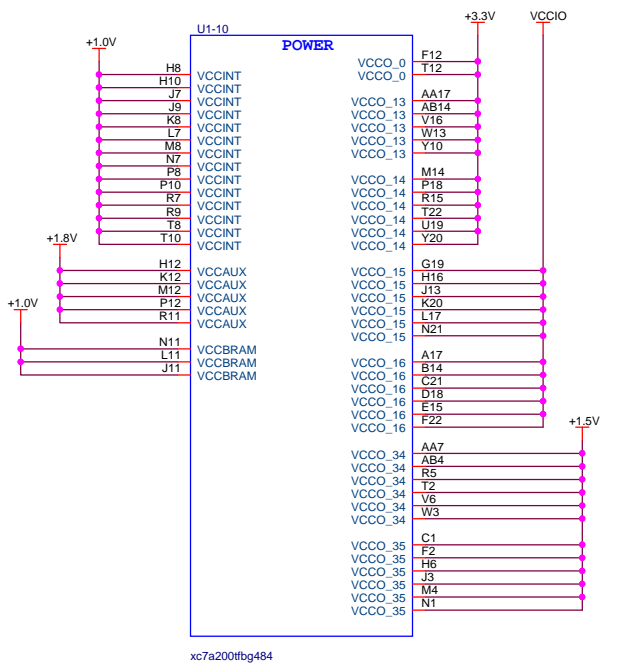 +3.3V VCCIO
U1-10
POWER
+1.0V
F12 VCCO_0
T12 VCCO_0
H8 VCCINT
H10 VCCINT
J7 VCCINT
J9 VCCINT
K8 VCCINT
L7 VCCINT
M8 VCCINT
N7 VCCINT
P8 VCCINT
P10 VCCINT
R7 VCCINT
R9 VCCINT
T8 VCCINT
T10 VCCINT
VCCO_13 AA17
VCCO_13 AB14
VCCO_13 V16
VCCO_13 W13
VCCO_13 Y10
VCCO_14 M14
VCCO_14 P18
VCCO_14 R15
VCCO_14 T22
VCCO_14 U19
VCCO_14 Y20
+1.8V
H12 VCCAUX
K12 VCCAUX
M12 VCCAUX
P12 VCCAUX
R11 VCCAUX
VCCO_15 G19
VCCO_15 H16
VCCO_15 J13
VCCO_15 K20
VCCO_15 L17
VCCO_15 N21
+1.0V
N11 VCCBRAM
L11 VCCBRAM
J11 VCCBRAM
VCCO_16 A17
VCCO_16 B14
VCCO_16 C21
VCCO_16 D18
VCCO_16 E15
VCCO_16 F22
+1.5V
VCCO_34 AA7
VCCO_34 AB4
VCCO_34 R5
VCCO_34 T2
VCCO_34 V6
VCCO_34 W3
VCCO_35 C1
VCCO_35 F2
VCCO_35 H6
VCCO_35 J3
VCCO_35 M4
VCCO_35 N1
xc7a200tfbg484